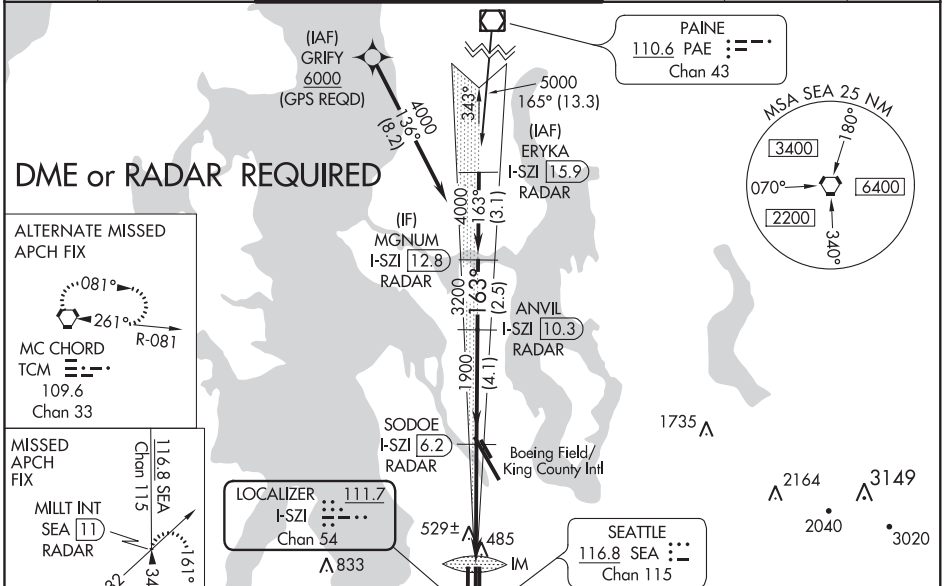 PAINE
110.6 PAE
Chan 43
(IAF)
GRIFY
6000
(GPS REQD)
4000
136°
(8.2)
343°
5000
165° (13.3)
(IAF)
ERYKA
I-SZI 15.9
RADAR
MSA SEA 25 NM
180°
3400
070°
6400
2200
340°
DME or RADAR REQUIRED
4000
163°
(3.1)
(IF)
MGNUM
I-SZI 12.8
RADAR
3200
163°
(2.5)
ANVIL
I-SZI 10.3
RADAR
1900
(4.1)
ALTERNATE MISSED
APCH FIX
081°
261°
R-081
MC CHORD
TCM
109.6
Chan 33
SODOE
I-SZI 6.2
RADAR
Boeing Field/
King County Intl
1735
2164
3149
2040
3020
MISSED
APCH
FIX
116.8 SEA
Chan 115
MILLT INT
SEA 11
RADAR
161°
34
82
LOCALIZER 111.7
I-SZI
Chan 54
529±
485
IM
833
SEATTLE
116.8 SEA
Chan 115